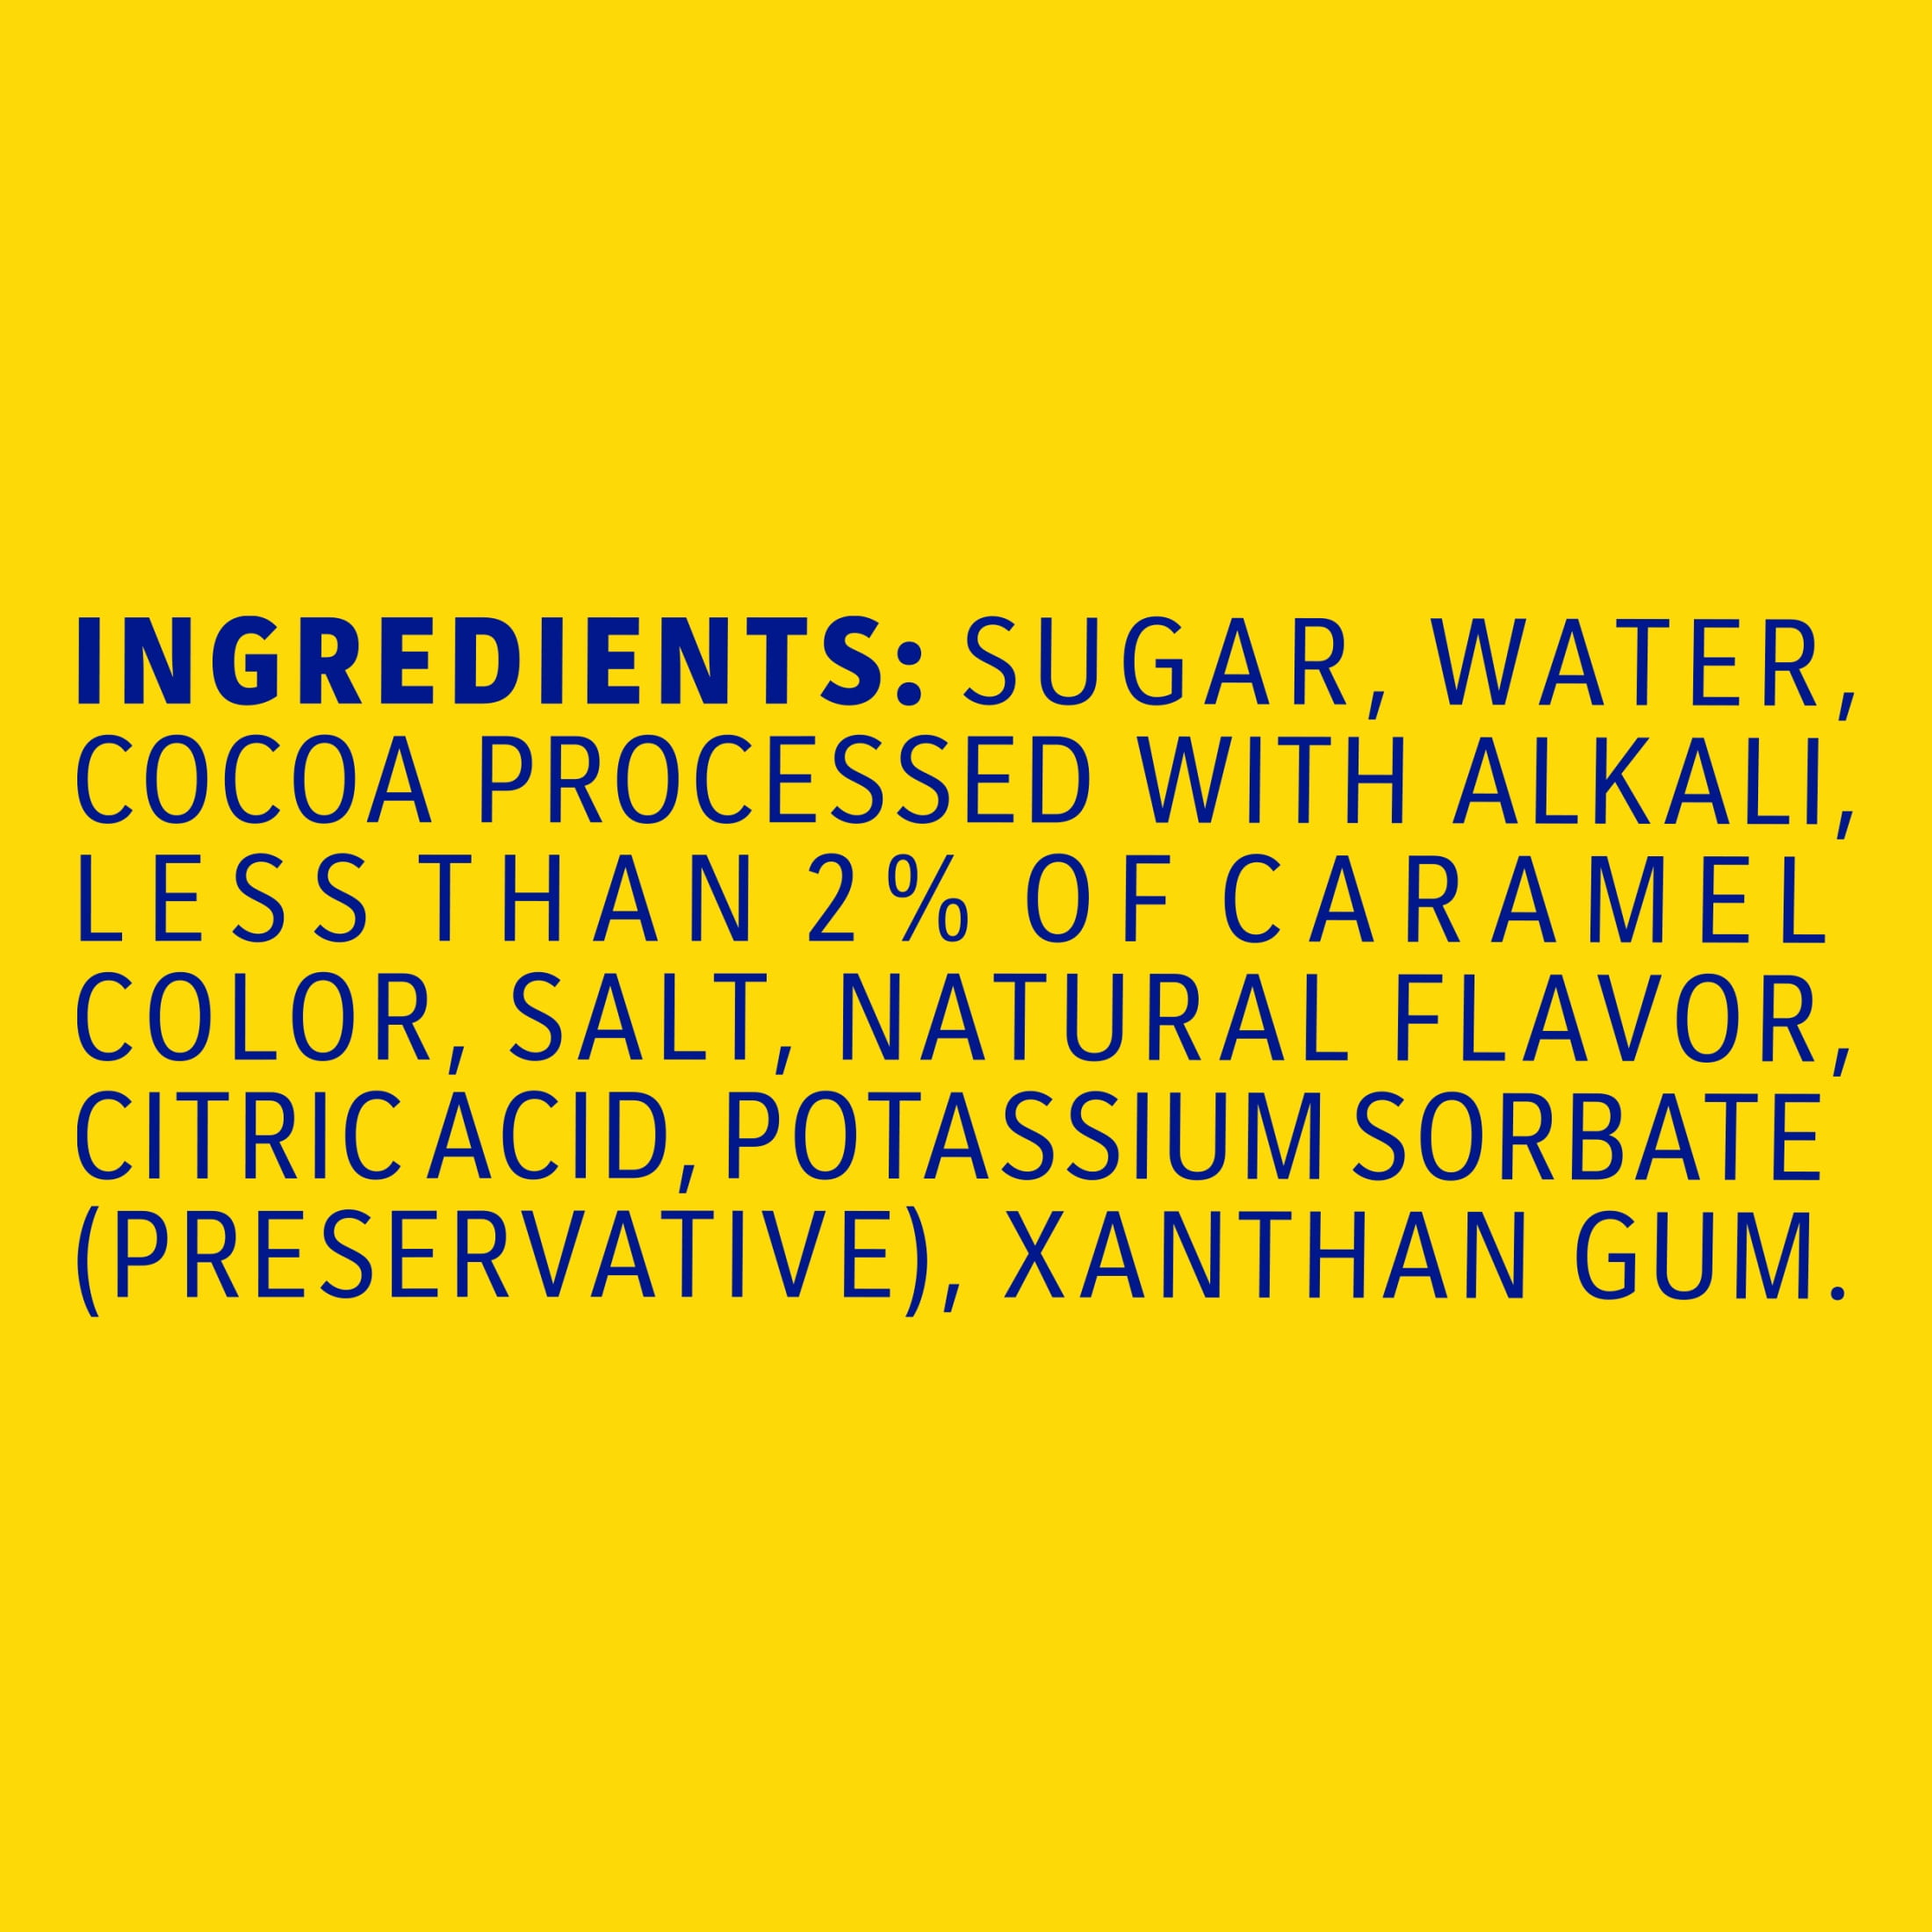 INGREDIENTS: SUGAR, WATER,
COCOA PROCESSED WITH ALKALI,
LESS THAN 2% OF CARAMEL
COLOR, SALT, NATURAL FLAVOR,
CITRIC ACID, POTASSIUM SORBATE
(PRESERVATIVE), XANTHAN GUM.